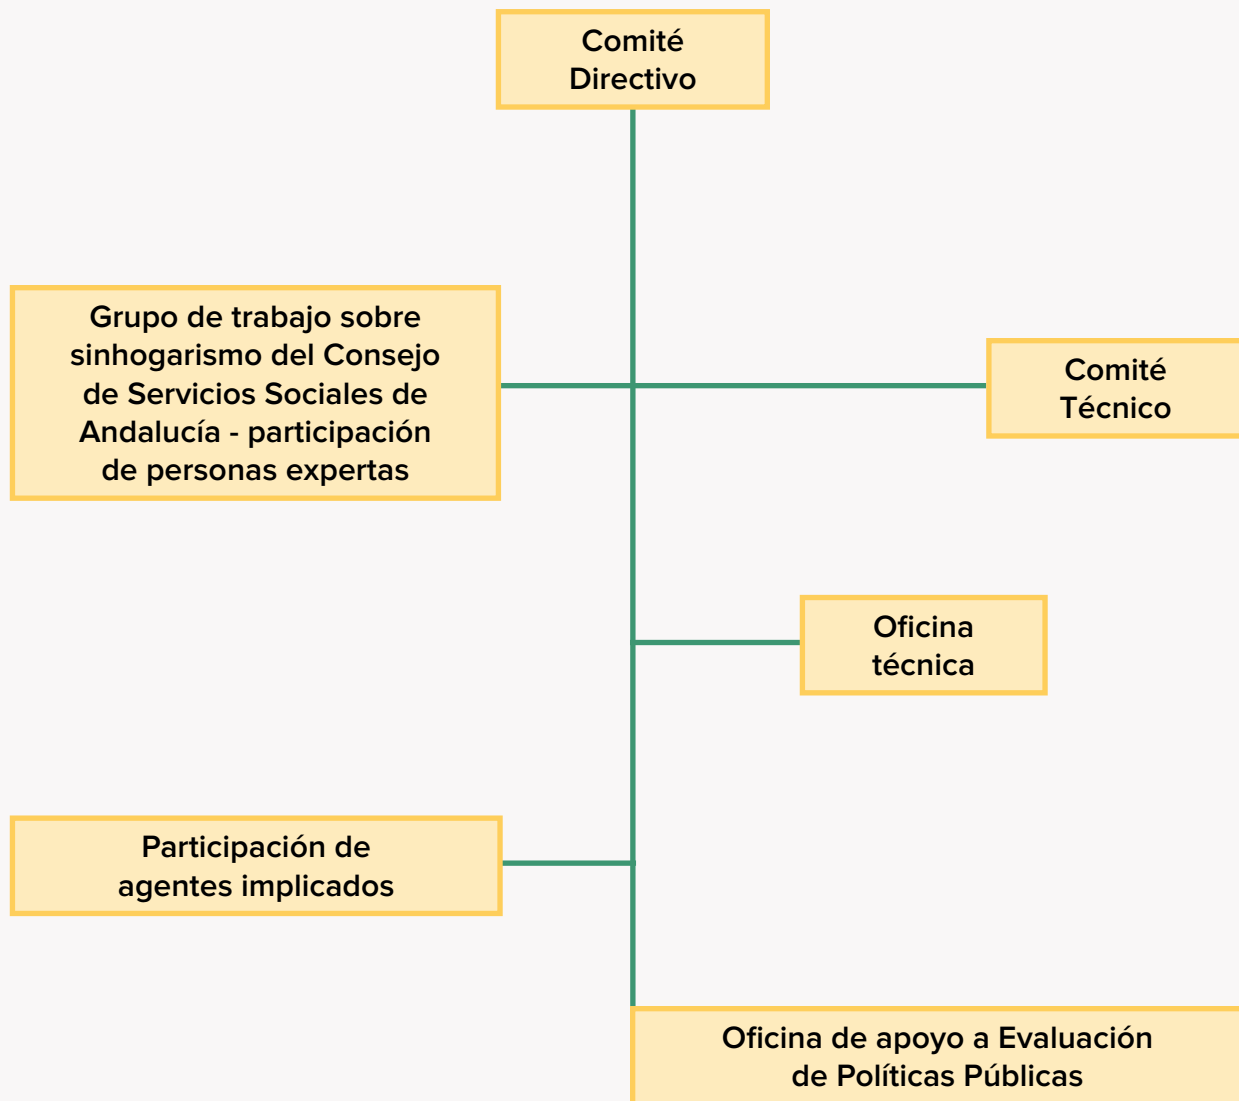 Comité
Directivo
Grupo de trabajo sobre
sinhogarismo del Consejo
de Servicios Sociales de
Andalucía - participación
de personas expertas
Comité
Técnico
Oficina
técnica
Participación de
agentes implicados
Oficina de apoyo a Evaluación
de Políticas Públicas